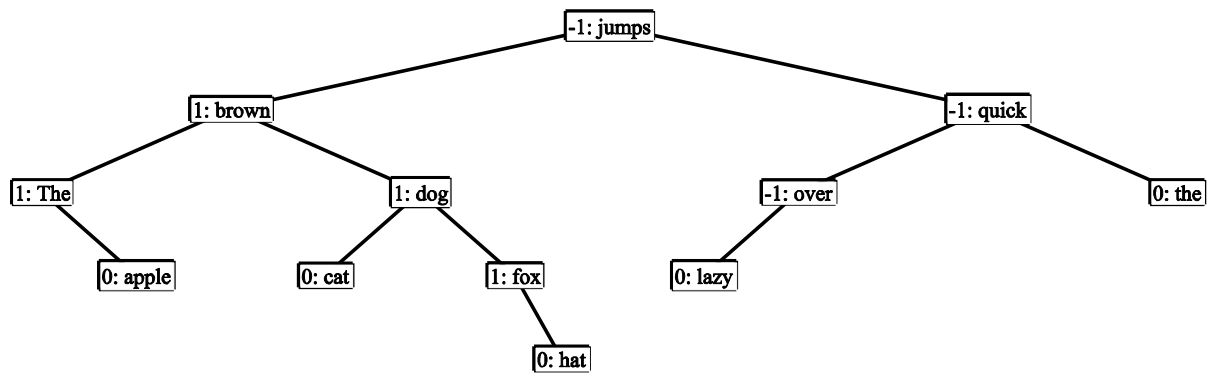 -1: jumps
1: brown
-1: quick
1: The
1: dog
-1: over
0: the
0: apple
0: cat
1: fox
0: lazy
0: hat